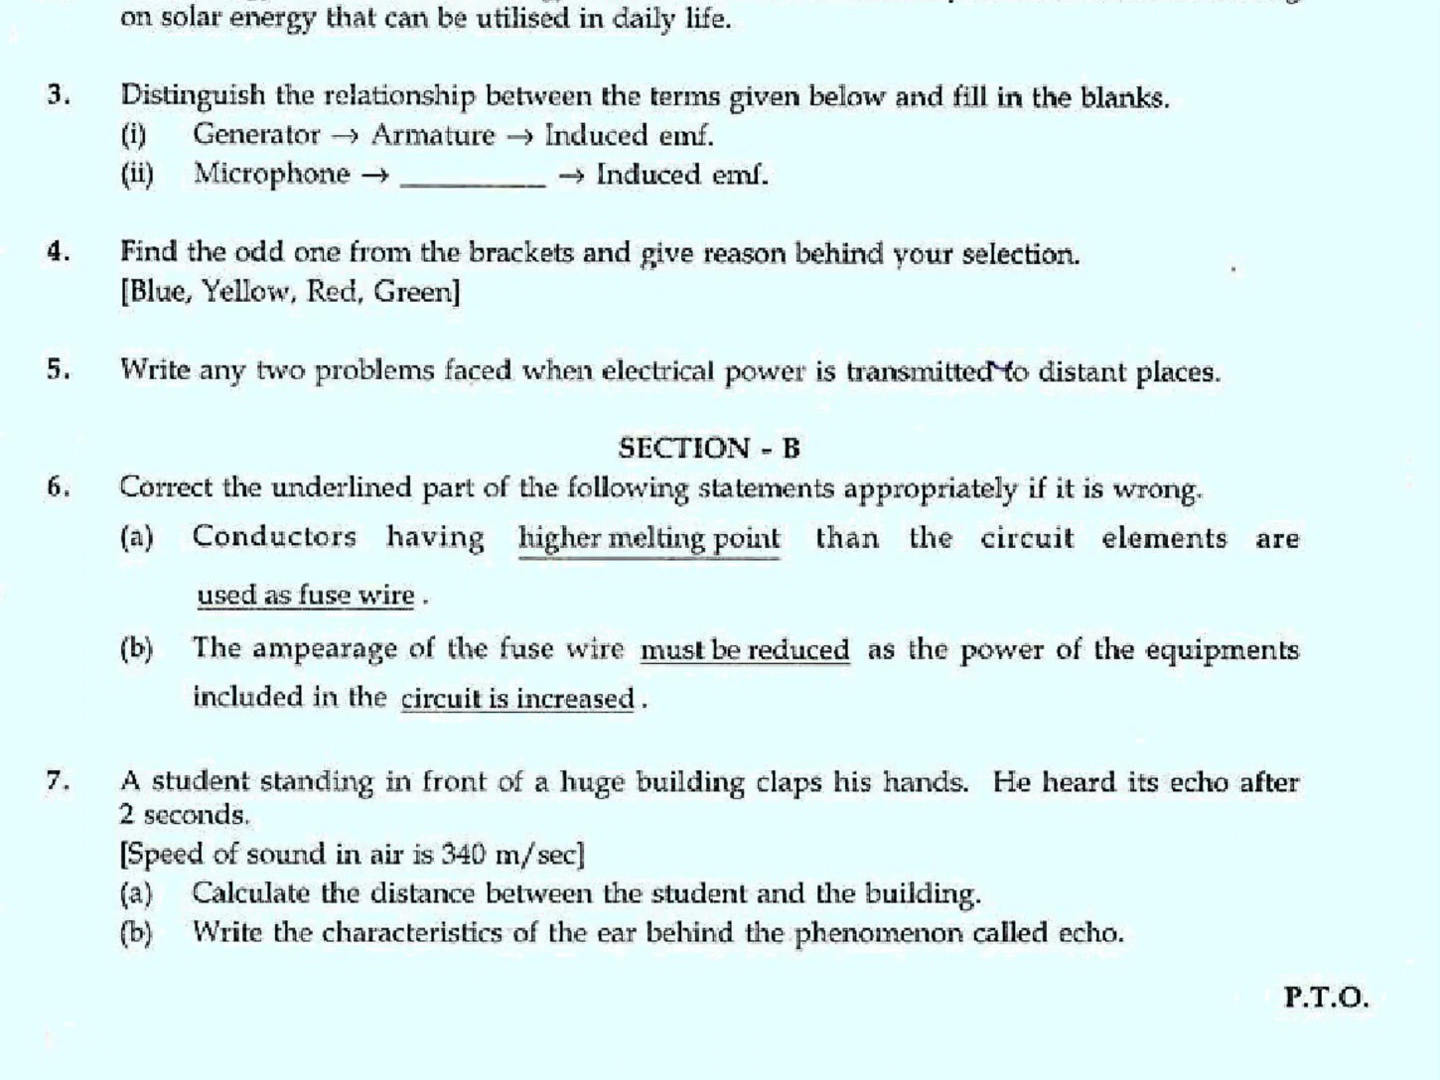 on solar energy that can be utilised in daily life.
3. Distinguish the relationship between the terms given below and fill in the blanks.
(i) Generator → Armature → Induced emf.
(ii) Microphone → __________ → Induced emf.
4. Find the odd one from the brackets and give reason behind your selection.
[Blue, Yellow, Red, Green]
5. Write any two problems faced when electrical power is transmitted to distant places.
SECTION - B
6. Correct the underlined part of the following statements appropriately if it is wrong.
(a) Conductors having higher melting point than the circuit elements are
used as fuse wire .
(b) The ampearage of the fuse wire must be reduced as the power of the equipments
included in the circuit is increased .
7. A student standing in front of a huge building claps his hands. He heard its echo after
2 seconds.
[Speed of sound in air is 340 m/sec]
(a) Calculate the distance between the student and the building.
(b) Write the characteristics of the ear behind the phenomenon called echo.
P.T.O.